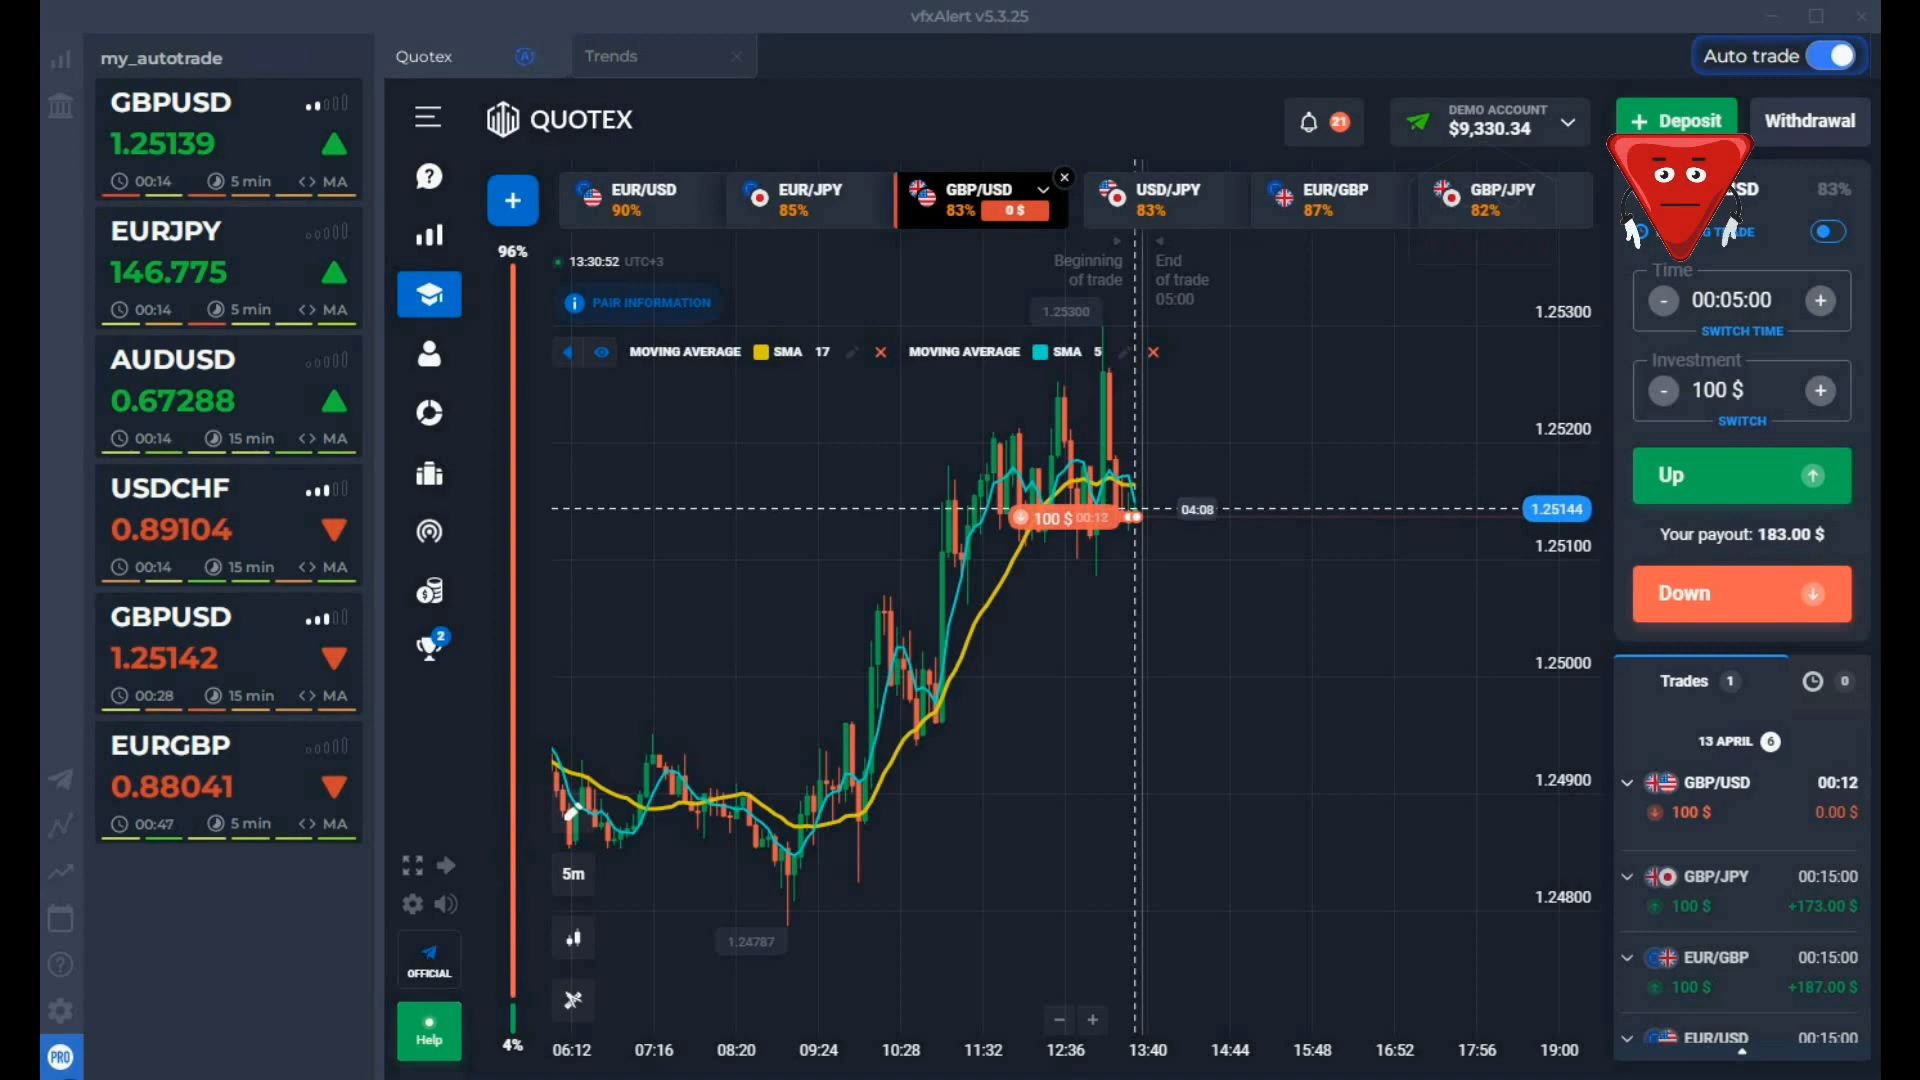 vfxAlert v5.3.25
my_autotrade
Quotex
Trends
Auto trade
GBPUSD
1.25139
00:14 5 min <> MA
EURJPY
146.775
00:14 5 min <> MA
AUDUSD
0.67288
00:14 15 min <> MA
USDCHF
0.89104
00:14 15 min <> MA
GBPUSD
1.25142
00:28 15 min <> MA
EURGBP
0.88041
00:47 5 min <> MA
PRO
QUOTEX
21
DEMO ACCOUNT
$9,330.34
+ Deposit
Withdrawal
2
OFFICIAL
Help
+
EUR/USD
90%
EUR/JPY
85%
GBP/USD
83% 0 $
USD/JPY
83%
EUR/GBP
87%
GBP/JPY
82%
96%
4%
13:30:52 UTC+3
PAIR INFORMATION
Beginning
of trade
End
of trade
05:00
MOVING AVERAGE SMA 17
MOVING AVERAGE SMA 5
1.25300
100 $ 00:12
04:08
1.24787
5m
1.25300
1.25200
1.25144
1.25100
1.25000
1.24900
1.24800
06:12 07:16 08:20 09:24 10:28 11:32 12:36 13:40 14:44 15:48 16:52 17:56 19:00
SD 83%
G TRADE
Time
- 00:05:00 +
SWITCH TIME
Investment
- 100 $ +
SWITCH
Up
Your payout: 183.00 $
Down
Trades 1
0
13 APRIL 6
GBP/USD 00:12
100 $ 0.00 $
GBP/JPY 00:15:00
100 $ +173.00 $
EUR/GBP 00:15:00
100 $ +187.00 $
EUR/USD 00:15:00